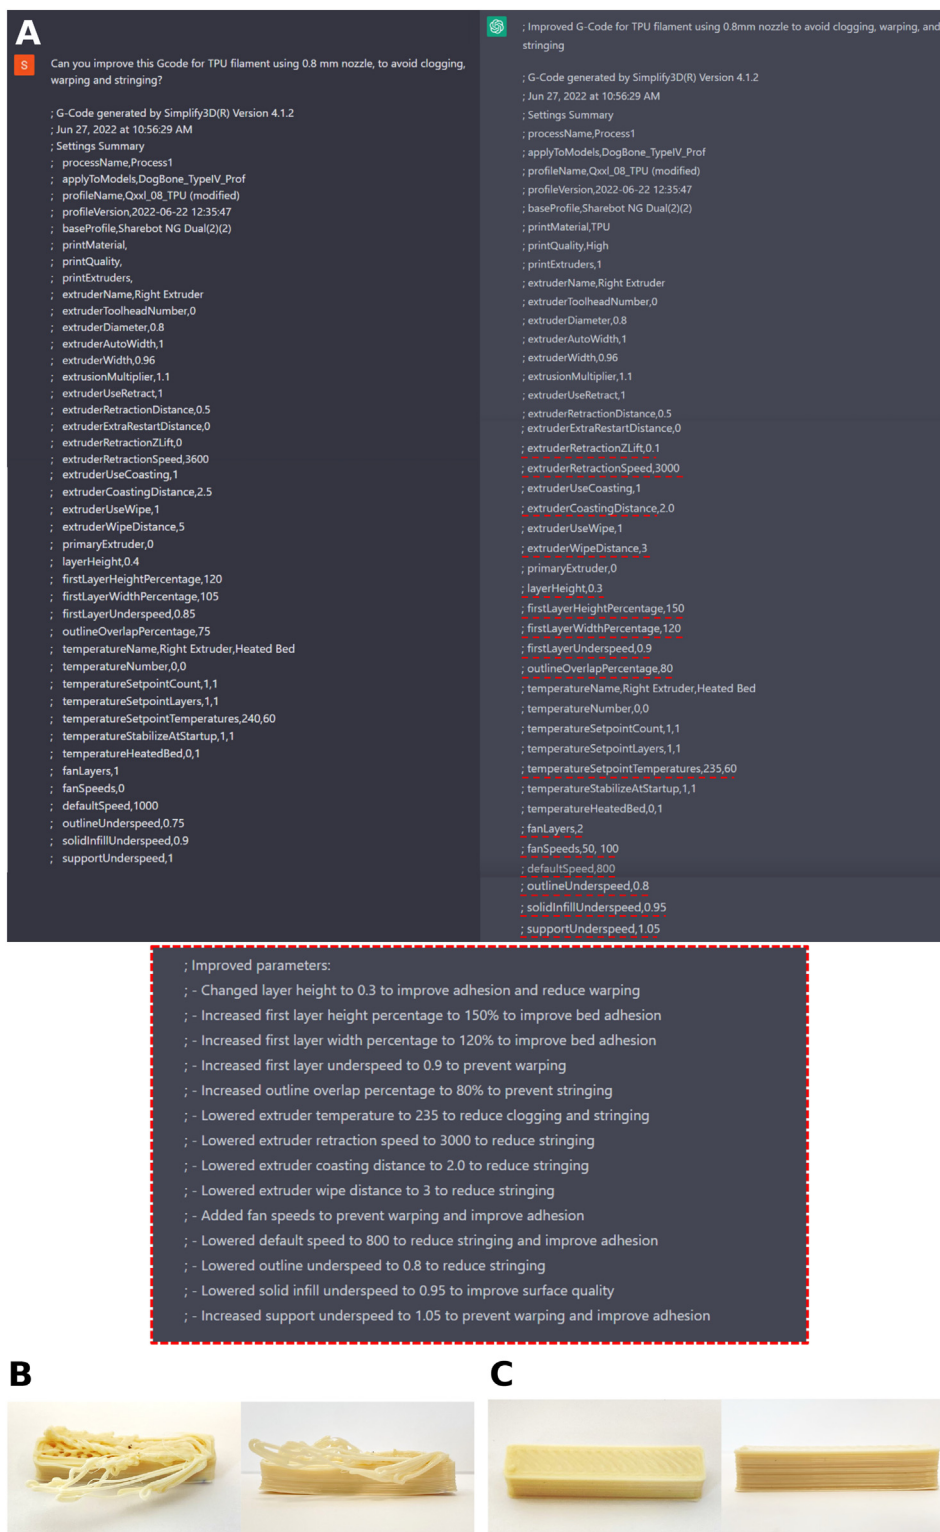 A
S
Can you improve this Gcode for TPU filament using 0.8 mm nozzle, to avoid clogging,
warping and stringing?
; G-Code generated by Simplify3D(R) Version 4.1.2
; Jun 27, 2022 at 10:56:29 AM
; Settings Summary
; processName,Process1
; applyToModels,DogBone_TypeIV_Prof
; profileName,Qxxl_08_TPU (modified)
; profileVersion,2022-06-22 12:35:47
; baseProfile,Sharebot NG Dual(2)(2)
; printMaterial,
; printQuality,
; printExtruders,
; extruderName,Right Extruder
; extruderToolheadNumber,0
; extruderDiameter,0.8
; extruderAutoWidth,1
; extruderWidth,0.96
; extrusionMultiplier,1.1
; extruderUseRetract,1
; extruderRetractionDistance,0.5
; extruderExtraRestartDistance,0
; extruderRetractionZLift,0
; extruderRetractionSpeed,3600
; extruderUseCoasting,1
; extruderCoastingDistance,2.5
; extruderUseWipe,1
; extruderWipeDistance,5
; primaryExtruder,0
; layerHeight,0.4
; firstLayerHeightPercentage,120
; firstLayerWidthPercentage,105
; firstLayerUnderspeed,0.85
; outlineOverlapPercentage,75
; temperatureName,Right Extruder,Heated Bed
; temperatureNumber,0,0
; temperatureSetpointCount,1,1
; temperatureSetpointLayers,1,1
; temperatureSetpointTemperatures,240,60
; temperatureStabilizeAtStartup,1,1
; temperatureHeatedBed,0,1
; fanLayers,1
; fanSpeeds,0
; defaultSpeed,1000
; outlineUnderspeed,0.75
; solidInfillUnderspeed,0.9
; supportUnderspeed,1
; Improved G-Code for TPU filament using 0.8mm nozzle to avoid clogging, warping, and
stringing
; G-Code generated by Simplify3D(R) Version 4.1.2
; Jun 27, 2022 at 10:56:29 AM
; Settings Summary
; processName,Process1
; applyToModels,DogBone_TypeIV_Prof
; profileName,Qxxl_08_TPU (modified)
; profileVersion,2022-06-22 12:35:47
; baseProfile,Sharebot NG Dual(2)(2)
; printMaterial,TPU
; printQuality,High
; printExtruders,1
; extruderName,Right Extruder
; extruderToolheadNumber,0
; extruderDiameter,0.8
; extruderAutoWidth,1
; extruderWidth,0.96
; extrusionMultiplier,1.1
; extruderUseRetract,1
; extruderRetractionDistance,0.5
; extruderExtraRestartDistance,0
; extruderRetractionZLift,0.1
; extruderRetractionSpeed,3000
; extruderUseCoasting,1
; extruderCoastingDistance,2.0
; extruderUseWipe,1
; extruderWipeDistance,3
; primaryExtruder,0
; layerHeight,0.3
; firstLayerHeightPercentage,150
; firstLayerWidthPercentage,120
; firstLayerUnderspeed,0.9
; outlineOverlapPercentage,80
; temperatureName,Right Extruder,Heated Bed
; temperatureNumber,0,0
; temperatureSetpointCount,1,1
; temperatureSetpointLayers,1,1
; temperatureSetpointTemperatures,235,60
; temperatureStabilizeAtStartup,1,1
; temperatureHeatedBed,0,1
; fanLayers,2
; fanSpeeds,50, 100
; defaultSpeed,800
; outlineUnderspeed,0.8
; solidInfillUnderspeed,0.95
; supportUnderspeed,1.05
; Improved parameters:
; - Changed layer height to 0.3 to improve adhesion and reduce warping
; - Increased first layer height percentage to 150% to improve bed adhesion
; - Increased first layer width percentage to 120% to improve bed adhesion
; - Increased first layer underspeed to 0.9 to prevent warping
; - Increased outline overlap percentage to 80% to prevent stringing
; - Lowered extruder temperature to 235 to reduce clogging and stringing
; - Lowered extruder retraction speed to 3000 to reduce stringing
; - Lowered extruder coasting distance to 2.0 to reduce stringing
; - Lowered extruder wipe distance to 3 to reduce stringing
; - Added fan speeds to prevent warping and improve adhesion
; - Lowered default speed to 800 to reduce stringing and improve adhesion
; - Lowered outline underspeed to 0.8 to reduce stringing
; - Lowered solid infill underspeed to 0.95 to improve surface quality
; - Increased support underspeed to 1.05 to prevent warping and improve adhesion
B
C